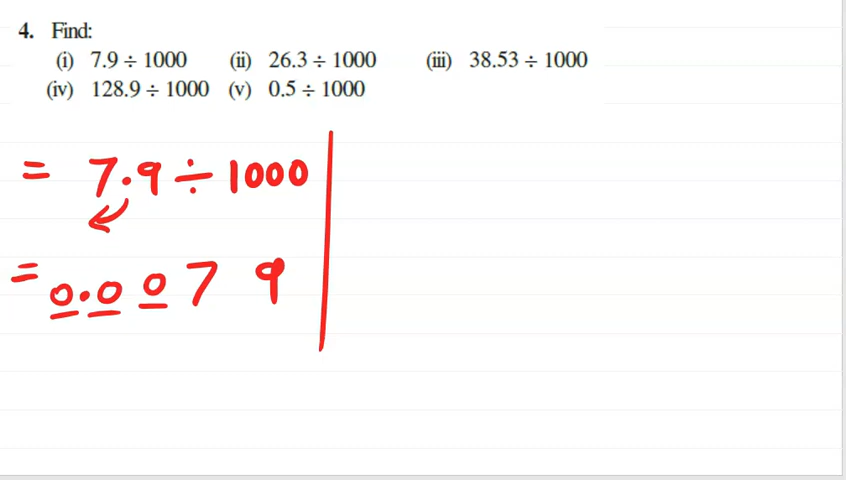 4. Find:
(i) 7.9 ÷ 1000 (ii) 26.3 ÷ 1000 (iii) 38.53 ÷ 1000
(iv) 128.9 ÷ 1000 (v) 0.5 ÷ 1000
= 7.9 ÷ 1000
= 0.0079